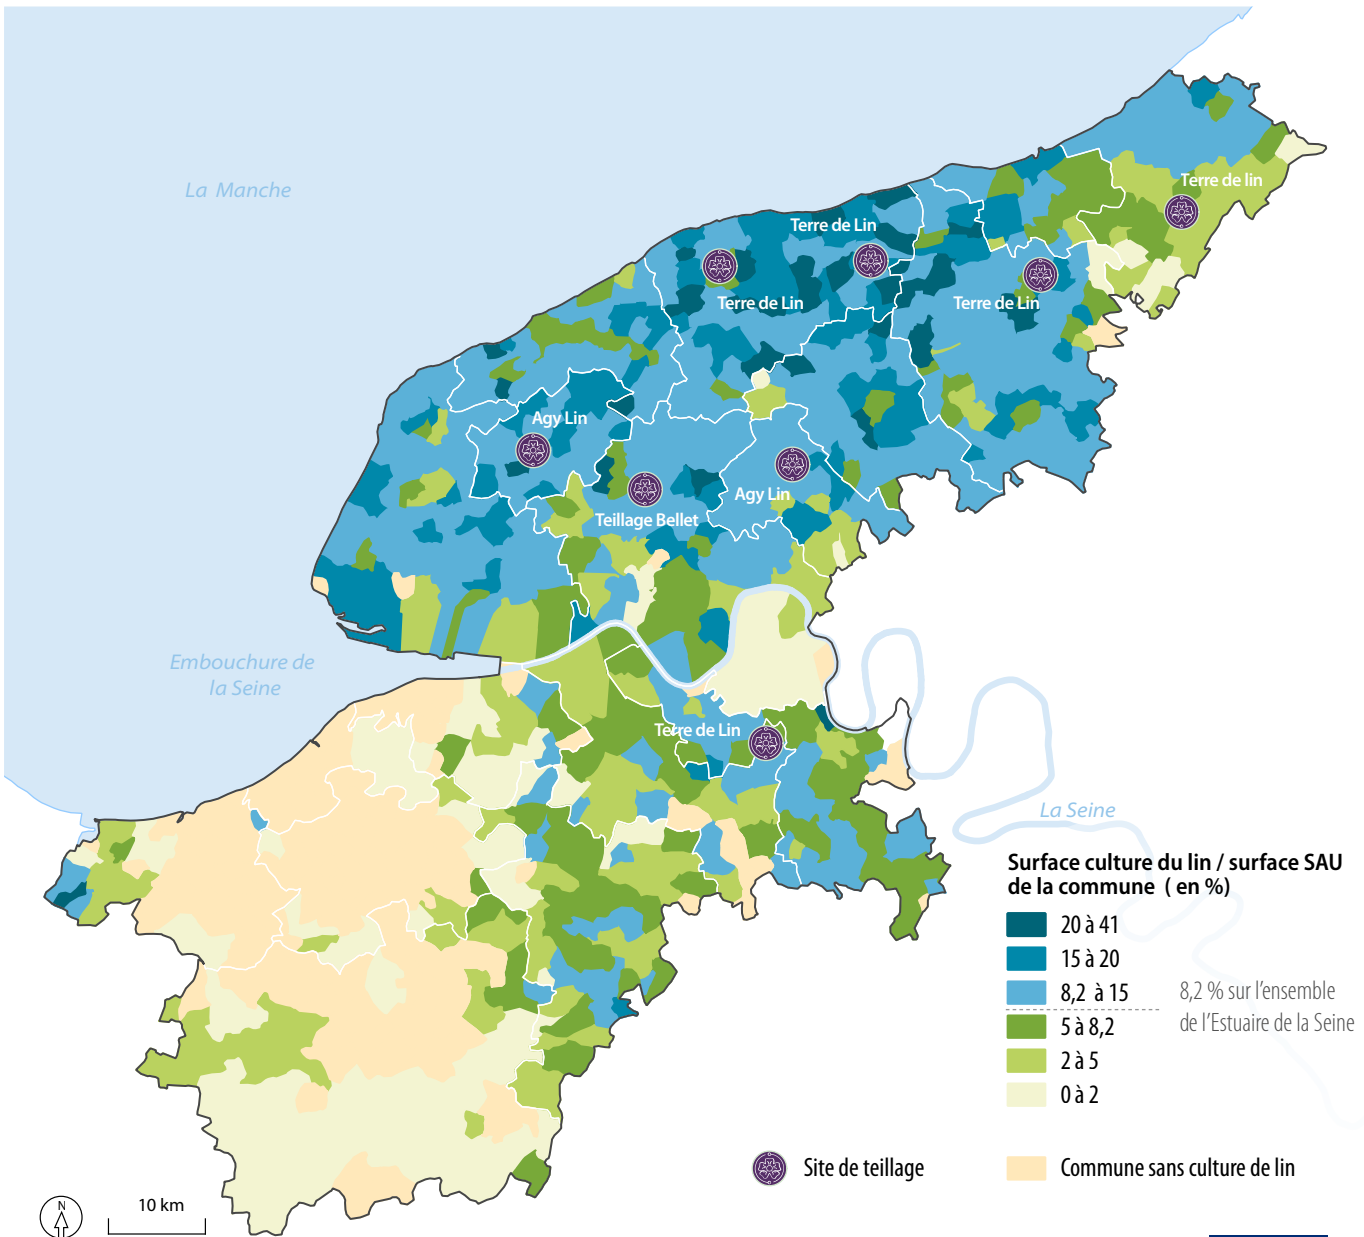 La Manche
Terre de lin
Terre de Lin
Terre de Lin
Terre de Lin
Agy Lin
Agy Lin
Teillage Bellet
Embouchure de
la Seine
Terre de Lin
La Seine
Surface culture du lin / surface SAU
de la commune ( en %)
20 à 41
15 à 20
8,2 à 15
5 à 8,2
2 à 5
0 à 2
8,2 % sur l'ensemble
de l'Estuaire de la Seine
Site de teillage
Commune sans culture de lin
N
10 km